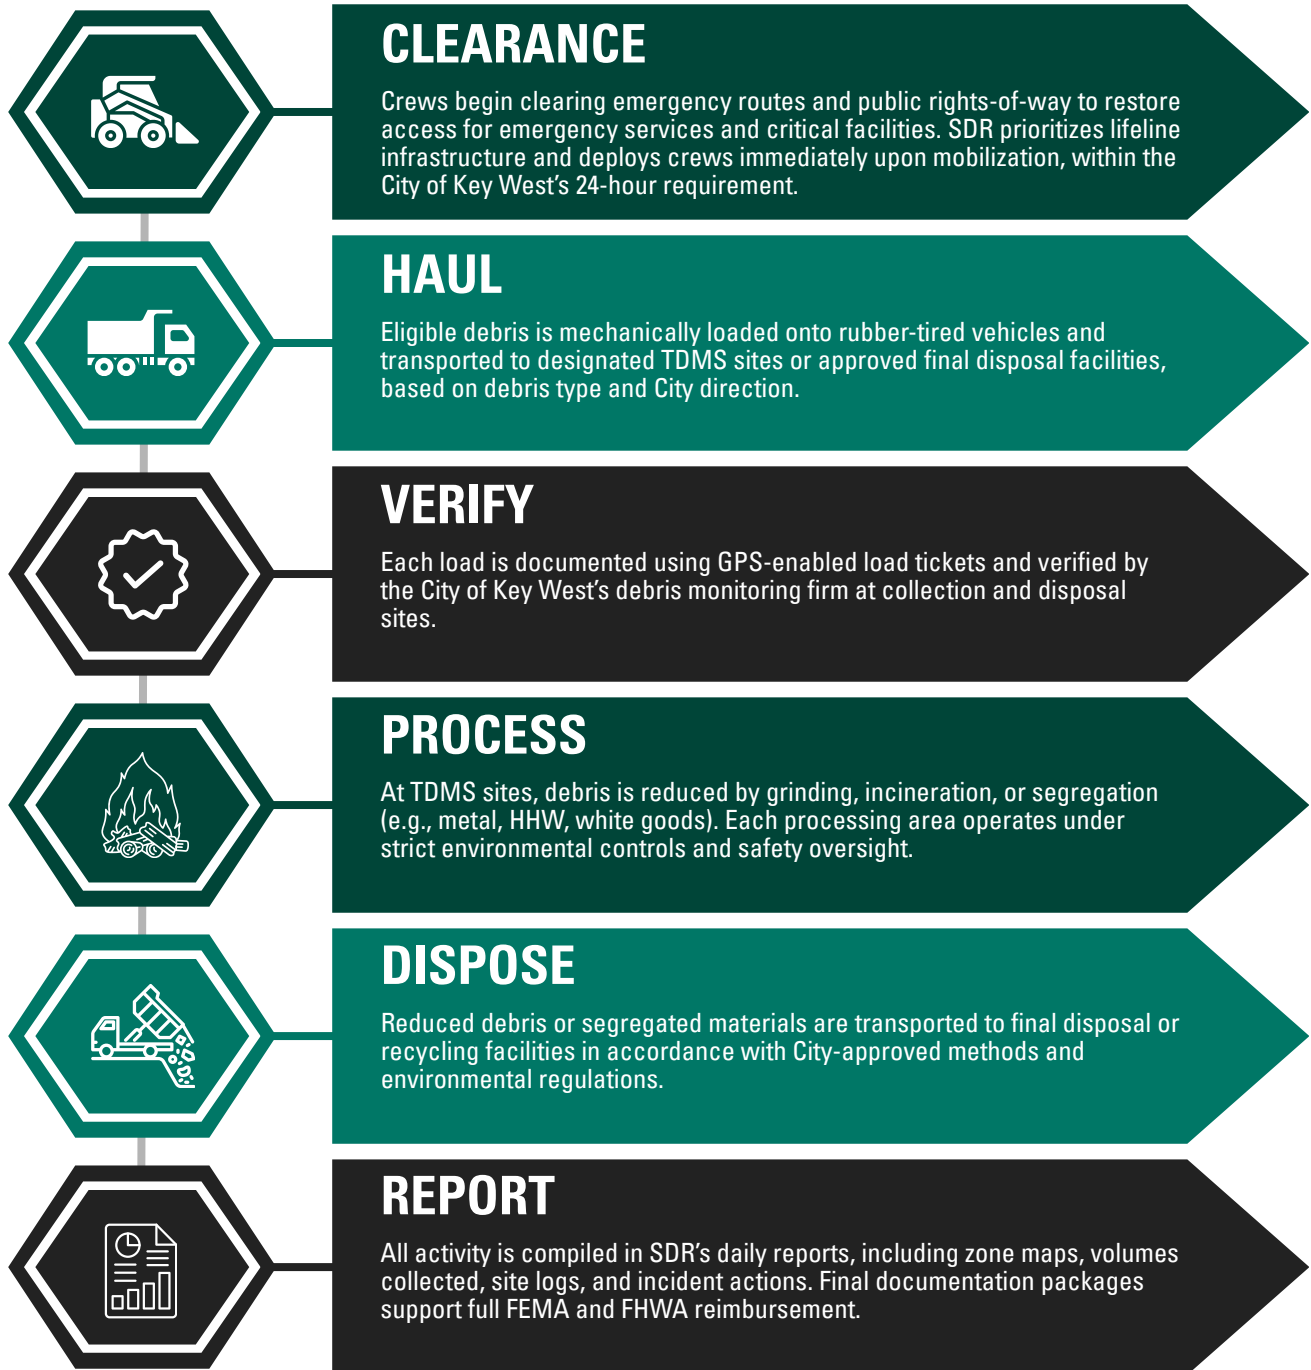 CLEARANCE
Crews begin clearing emergency routes and public rights-of-way to restore
access for emergency services and critical facilities. SDR prioritizes lifeline
infrastructure and deploys crews immediately upon mobilization, within the
City of Key West's 24-hour requirement.
HAUL
Eligible debris is mechanically loaded onto rubber-tired vehicles and
transported to designated TDMS sites or approved final disposal facilities,
based on debris type and City direction.
VERIFY
Each load is documented using GPS-enabled load tickets and verified by
the City of Key West's debris monitoring firm at collection and disposal
sites.
PROCESS
At TDMS sites, debris is reduced by grinding, incineration, or segregation
(e.g., metal, HHW, white goods). Each processing area operates under
strict environmental controls and safety oversight.
DISPOSE
Reduced debris or segregated materials are transported to final disposal or
recycling facilities in accordance with City-approved methods and
environmental regulations.
REPORT
All activity is compiled in SDR's daily reports, including zone maps, volumes
collected, site logs, and incident actions. Final documentation packages
support full FEMA and FHWA reimbursement.